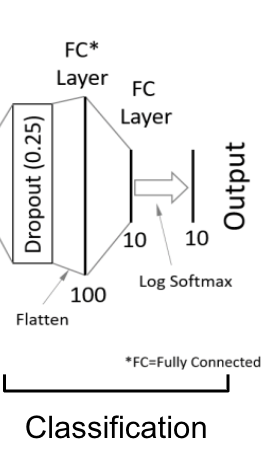 FC*
Layer
FC
Layer
Dropout (0.25)
Output
10
10
100
Log Softmax
Flatten
*FC=Fully Connected
Classification